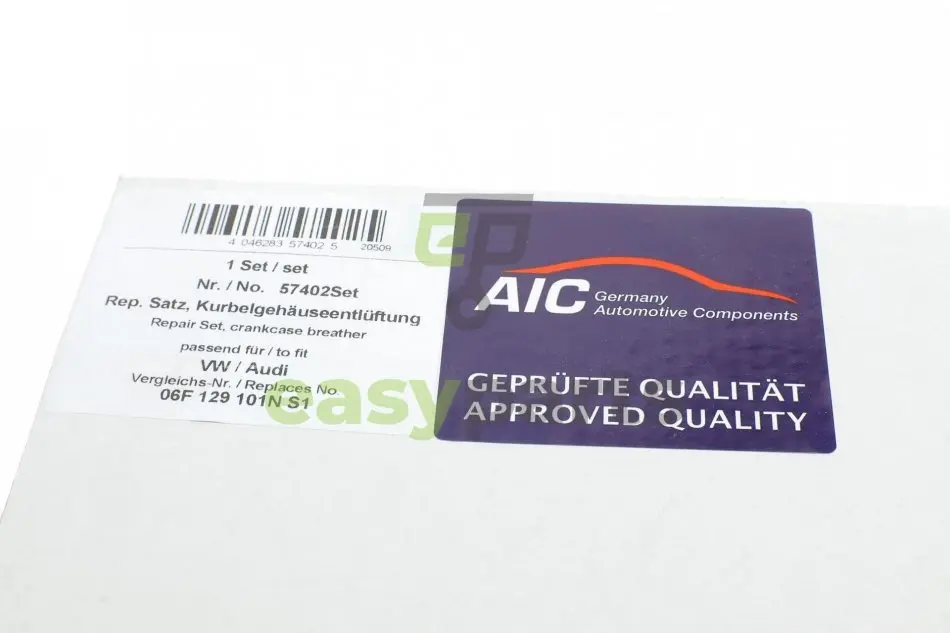 4 046283 57402 5 20509
1 Set / set
Nr. / No. 57402Set
Rep. Satz, Kurbelgehäuseentlüftung
Repair Set, crankcase breather
passend für / to fit
VW / Audi
Vergleichs-Nr. / Replaces No
06F 129 101N S1
AIC Germany
Automotive Components
GEPRÜFTE QUALITÄT
APPROVED QUALITY
ep
easy